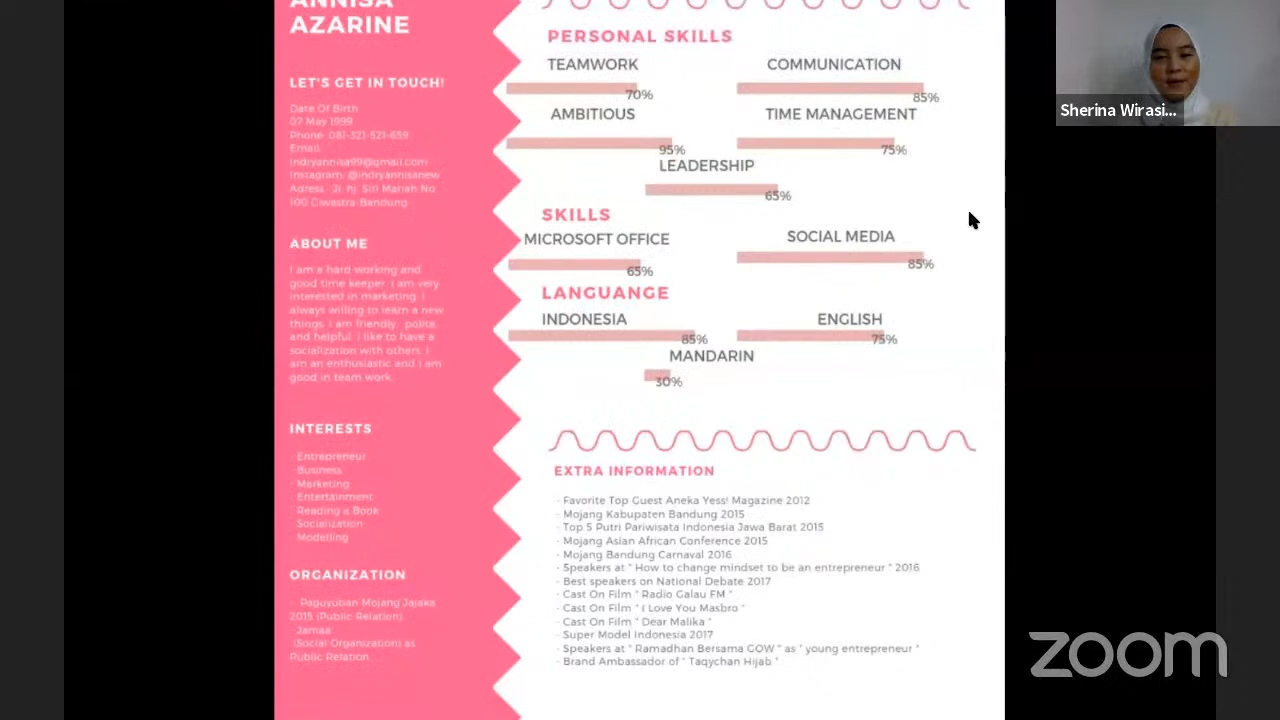 ANNISA
AZARINE
LET'S GET IN TOUCH!
Date Of Birth
07 May 1999
Phone: 081-321-521-659
Email:
Indryannisa99@gmail.com
Instagram: @indryannisanew
Adress : Jl. hj. Siti Mariah No
100 Ciwastra-Bandung
ABOUT ME
I am a hard working and
good time keeper. I am very
interested in marketing. I
always willing to learn a new
things. I am friendly, polite,
and helpful. I like to have a
socialization with others. I
am an enthusiastic and I am
good in team work.
INTERESTS
· Entrepreneur
· Business
· Marketing
· Entertainment
· Reading a Book
· Socialization
· Modelling
ORGANIZATION
· Paguyuban Mojang Jajaka
2015 (Public Relation)
· Jamaa
(Social Organization) as
Public Relation
PERSONAL SKILLS
TEAMWORK
70%
COMMUNICATION
85%
AMBITIOUS
95%
TIME MANAGEMENT
75%
LEADERSHIP
65%
SKILLS
MICROSOFT OFFICE
65%
SOCIAL MEDIA
85%
LANGUANGE
INDONESIA
85%
ENGLISH
75%
MANDARIN
30%
EXTRA INFORMATION
· Favorite Top Guest Aneka Yess! Magazine 2012
· Mojang Kabupaten Bandung 2015
· Top 5 Putri Pariwisata Indonesia Jawa Barat 2015
· Mojang Asian African Conference 2015
· Mojang Bandung Carnaval 2016
· Speakers at " How to change mindset to be an entrepreneur " 2016
· Best speakers on National Debate 2017
· Cast On Film " Radio Galau FM "
· Cast On Film " I Love You Masbro "
· Cast On Film " Dear Malika "
· Super Model Indonesia 2017
· Speakers at " Ramadhan Bersama GOW " as " young entrepreneur "
· Brand Ambassador of " Taqychan Hijab "
Sherina Wirasi...
zoom